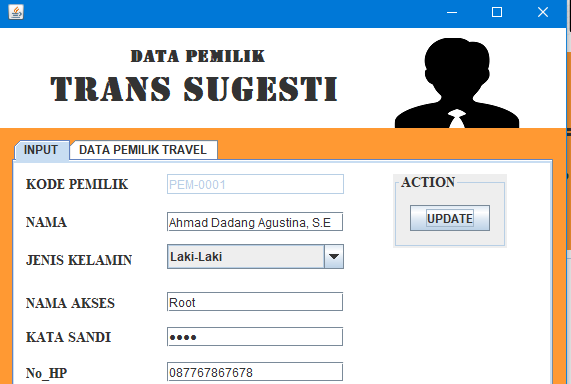 DATA PEMILIK
TRANS SUGESTI
INPUT DATA PEMILIK TRAVEL
KODE PEMILIK PEM-0001
ACTION
NAMA Ahmad Dadang Agustina, S.E
UPDATE
JENIS KELAMIN Laki-Laki
NAMA AKSES Root
KATA SANDI ●●●●
No_HP 087767867678